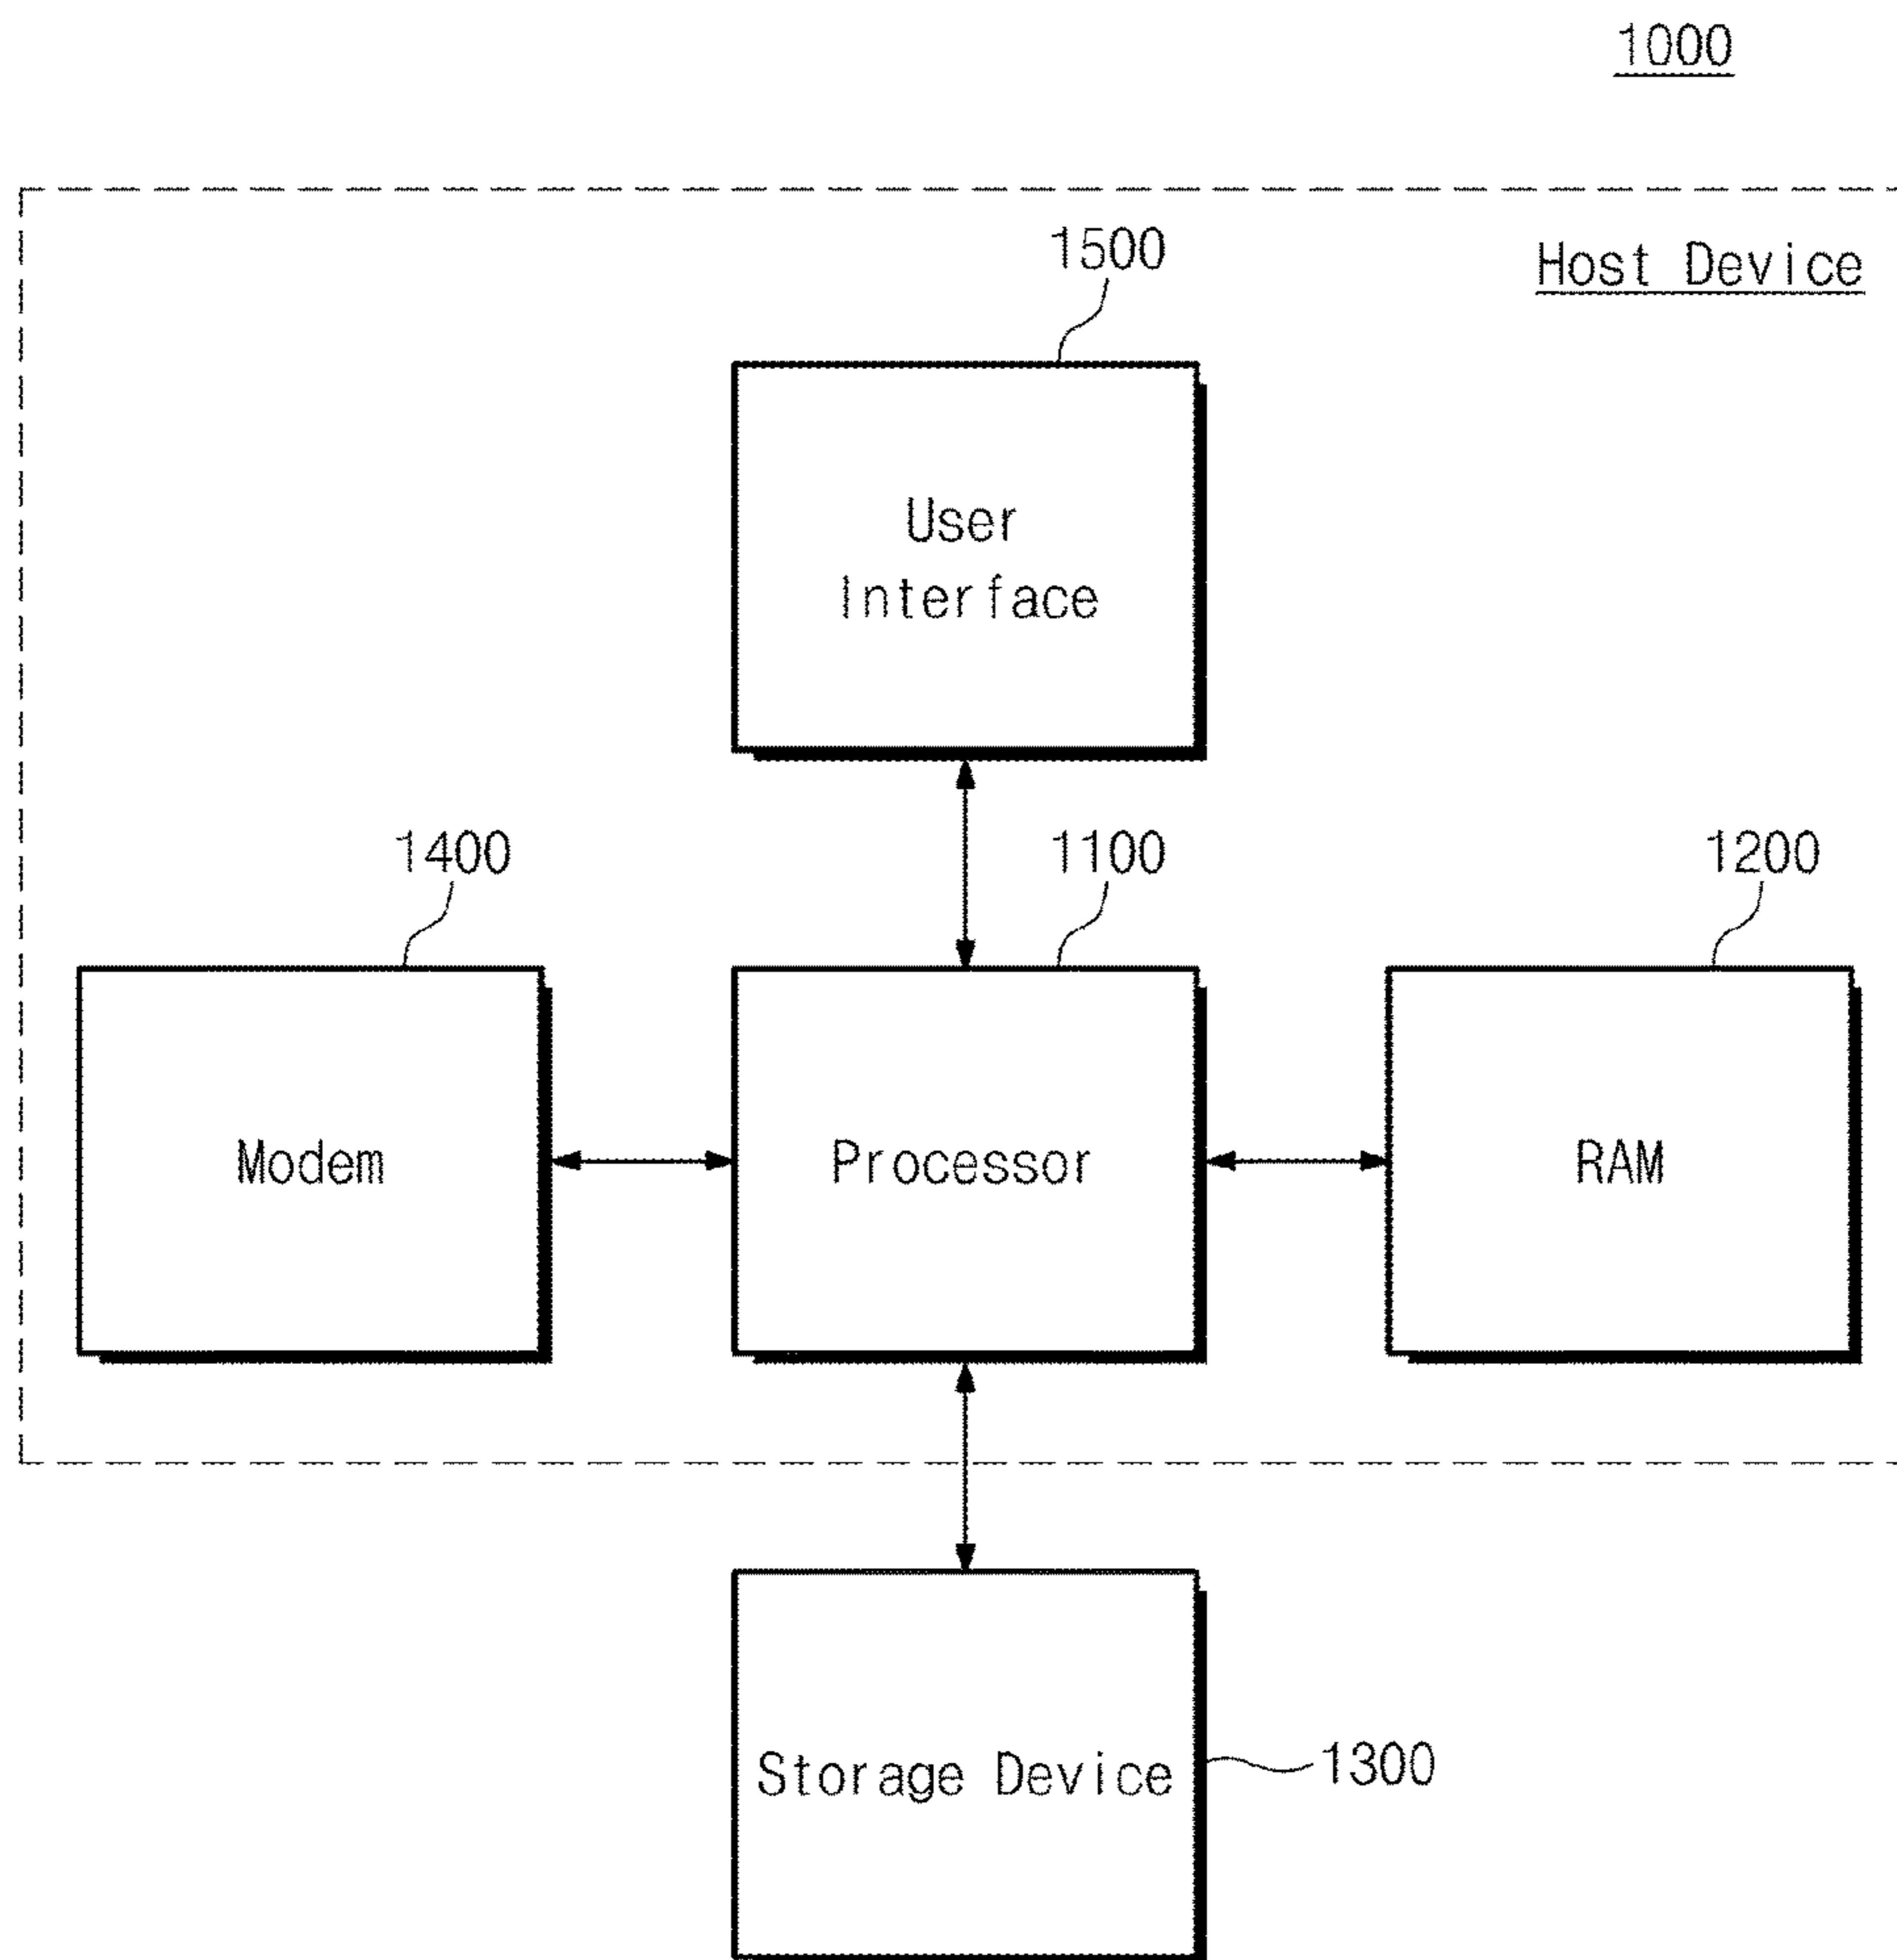 1000
1500
Host Device
User
Interface
1400
1100
1200
Modem
Processor
RAM
Storage Device
1300